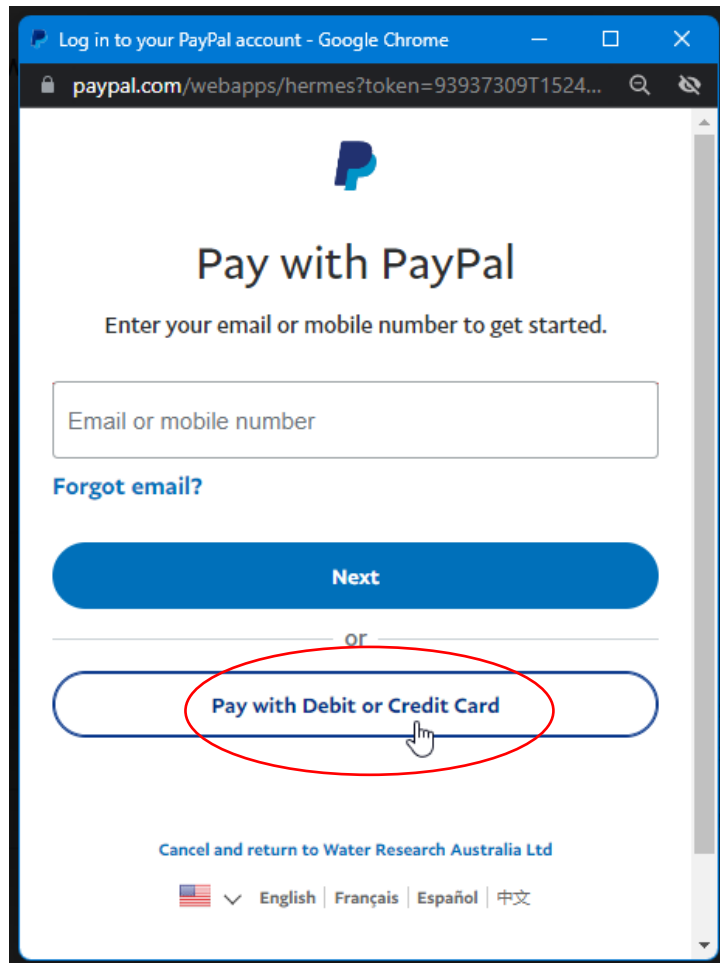 Log in to your PayPal account - Google Chrome
paypal.com/webapps/hermes?token=93937309T1524...
Pay with PayPal
Enter your email or mobile number to get started.
Email or mobile number
Forgot email?
Next
or
Pay with Debit or Credit Card
Cancel and return to Water Research Australia Ltd
English | Français | Español | 中文